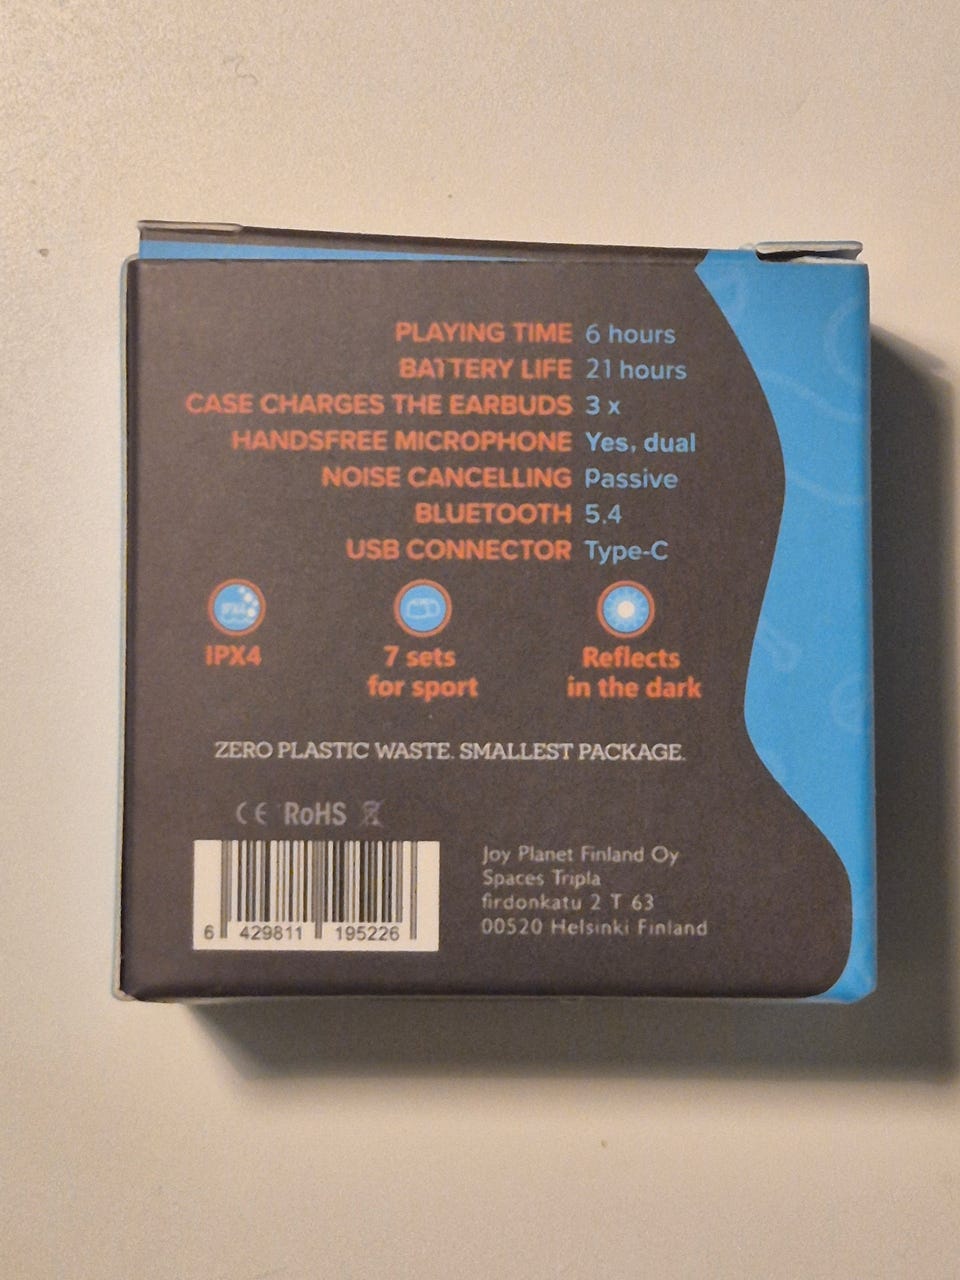 PLAYING TIME 6 hours
BATTERY LIFE 21 hours
CASE CHARGES THE EARBUDS 3 x
HANDSFREE MICROPHONE Yes, dual
NOISE CANCELLING Passive
BLUETOOTH 5.4
USB CONNECTOR Type-C
IPX4
IPX4
7 sets
for sport
Reflects
in the dark
ZERO PLASTIC WASTE. SMALLEST PACKAGE.
CE RoHS
Joy Planet Finland Oy
Spaces Tripla
firdonkatu 2 T 63
00520 Helsinki Finland
6 429811 195226